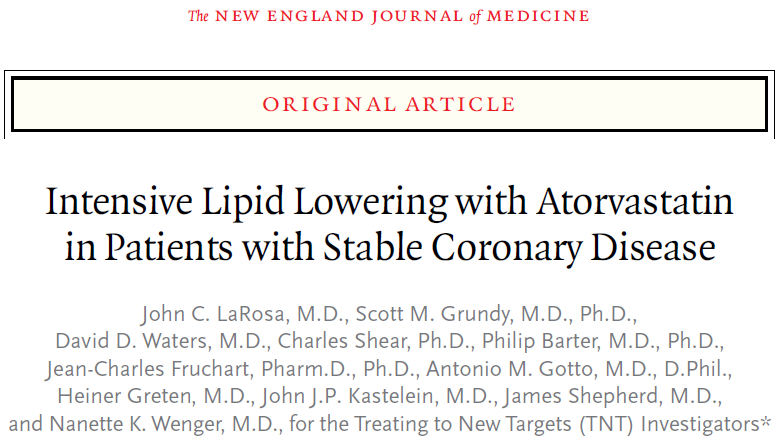 The NEW ENGLAND JOURNAL of MEDICINE
ORIGINAL ARTICLE
Intensive Lipid Lowering with Atorvastatin
in Patients with Stable Coronary Disease
John C. LaRosa, M.D., Scott M. Grundy, M.D., Ph.D.,
David D. Waters, M.D., Charles Shear, Ph.D., Philip Barter, M.D., Ph.D.,
Jean-Charles Fruchart, Pharm.D., Ph.D., Antonio M. Gotto, M.D., D.Phil.,
Heiner Greten, M.D., John J.P. Kastelein, M.D., James Shepherd, M.D.,
and Nanette K. Wenger, M.D., for the Treating to New Targets (TNT) Investigators*